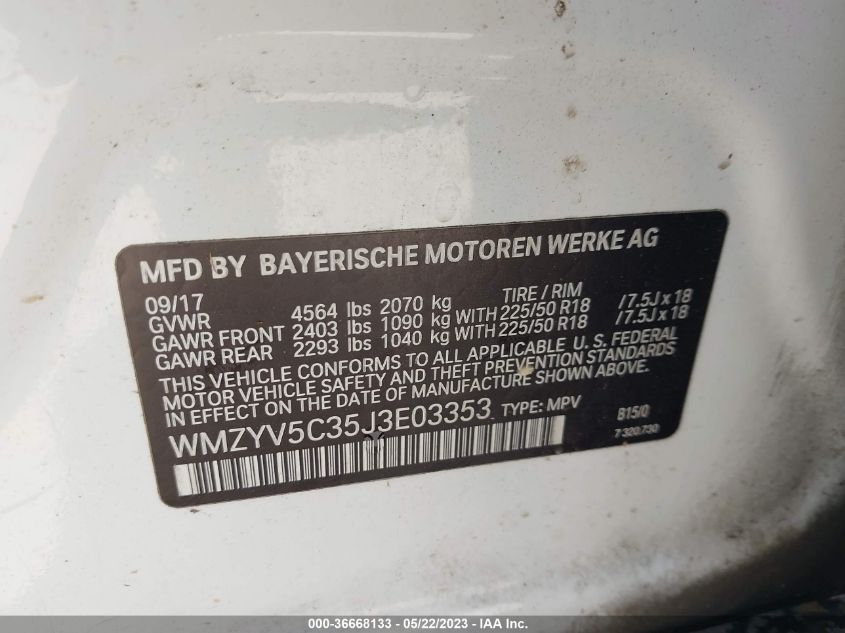 MFD BY BAYERISCHE MOTOREN WERKE AG
09/17 TIRE / RIM
GVWR 4564 lbs 2070 kg
GAWR FRONT 2403 lbs 1090 kg WITH 225/50 R18 /7.5J x 18
GAWR REAR 2293 lbs 1040 kg WITH 225/50 R18 /7.5J x 18
THIS VEHICLE CONFORMS TO ALL APPLICABLE U. S. FEDERAL
MOTOR VEHICLE SAFETY AND THEFT PREVENTION STANDARDS
IN EFFECT ON THE DATE OF MANUFACTURE SHOWN ABOVE.
WMZYV5C35J3E03353 TYPE: MPV B15/0
7 320.730
000-36668133 - 05/22/2023 - IAA Inc.